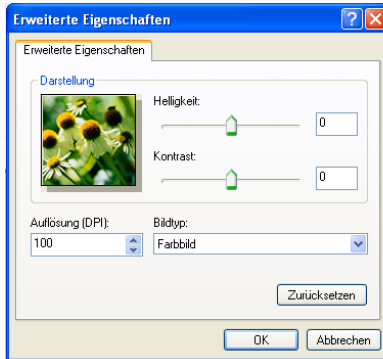 Erweiterte Eigenschaften
Erweiterte Eigenschaften
Darstellung
Helligkeit:
0
Kontrast:
0
Auflösung (DPI):
Bildtyp:
100
Farbbild
Zurücksetzen
OK
Abbrechen